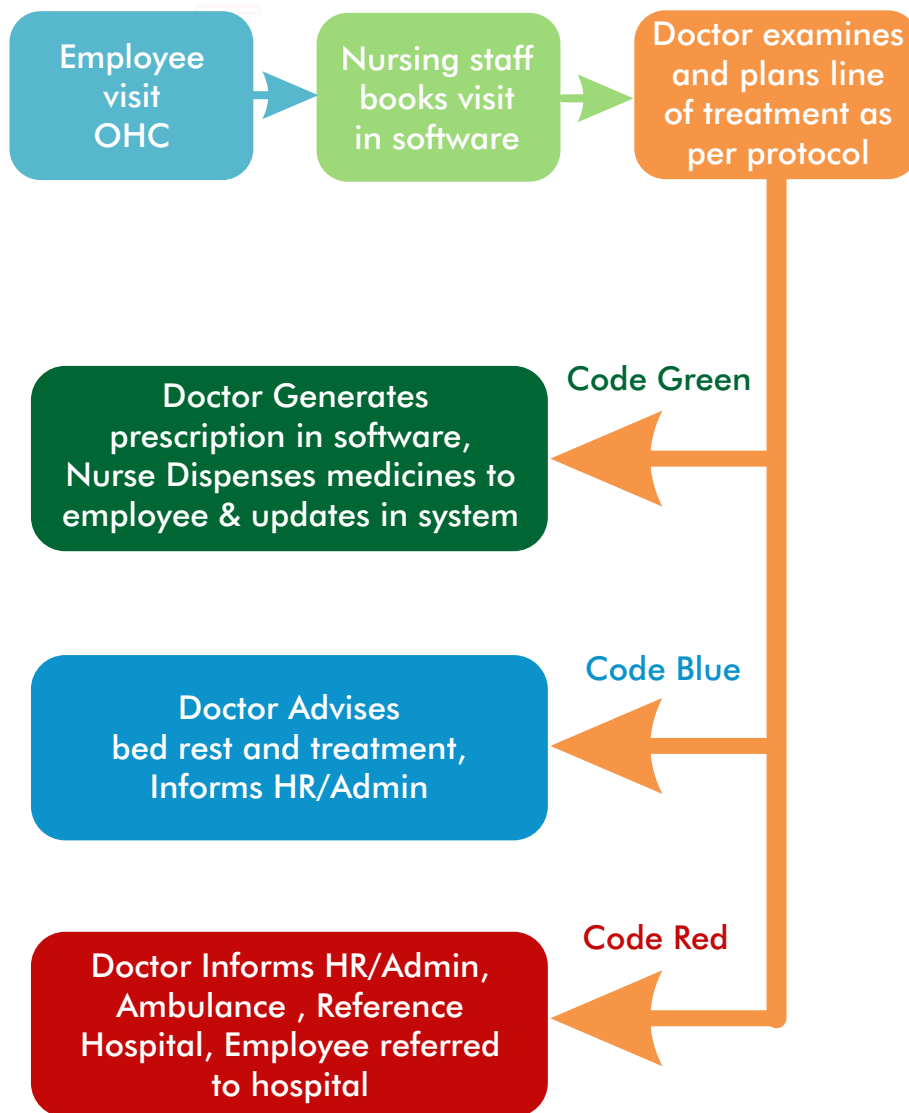 Employee
visit
OHC
Nursing staff
books visit
in software
Doctor examines
and plans line
of treatment as
per protocol
Code Green
Doctor Generates
prescription in software,
Nurse Dispenses medicines to
employee & updates in system
Code Blue
Doctor Advises
bed rest and treatment,
Informs HR/Admin
Code Red
Doctor Informs HR/Admin,
Ambulance , Reference
Hospital, Employee referred
to hospital